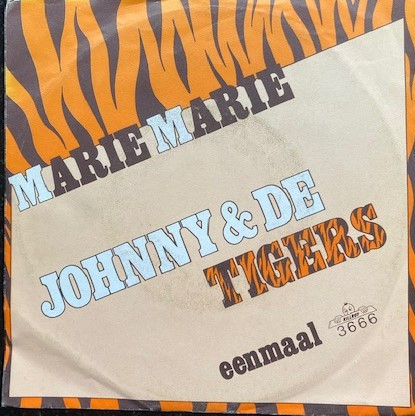 MARIE MARIE
JOHNNY & DE
TIGERS
eenmaal
3666